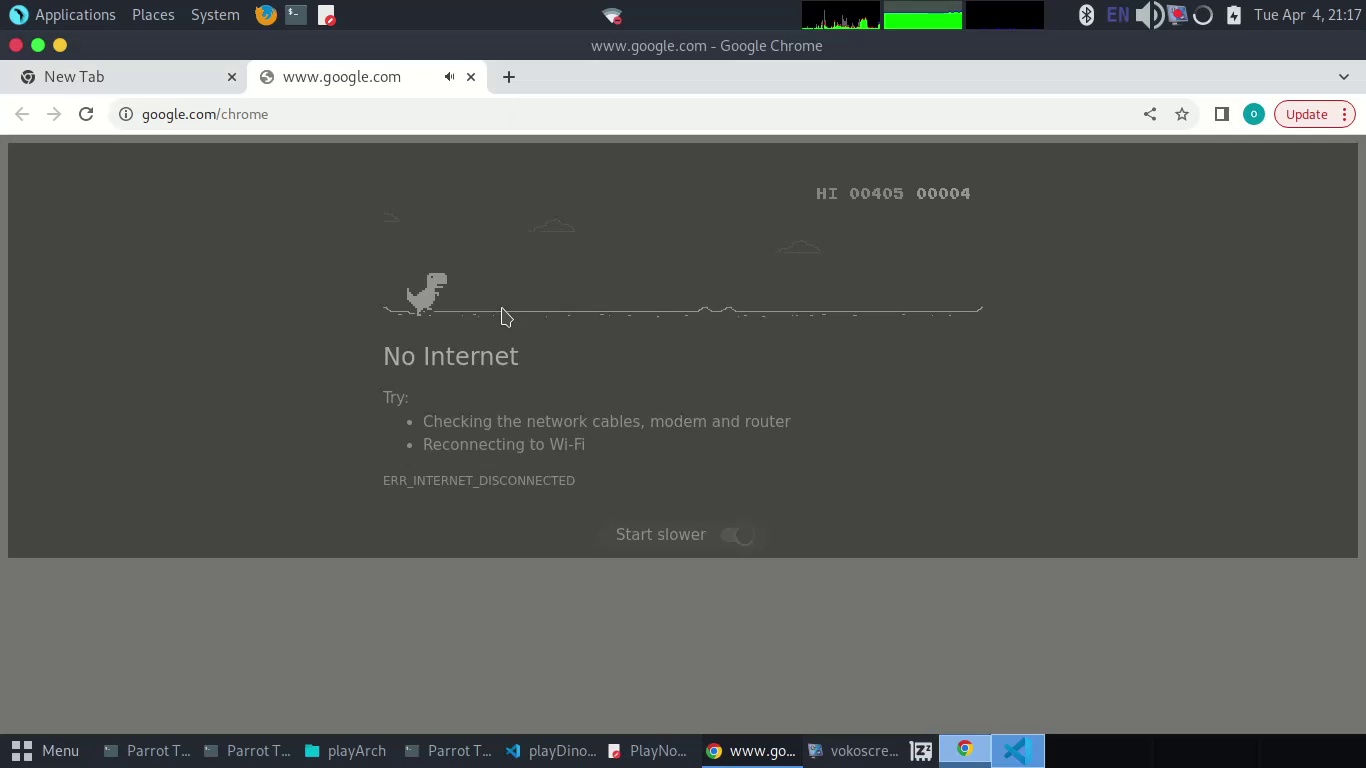 Applications Places System EN Tue Apr 4, 21:17
www.google.com - Google Chrome
New Tab www.google.com
google.com/chrome o Update
HI 00405 00004
No Internet
Try:
Checking the network cables, modem and router
Reconnecting to Wi-Fi
ERR_INTERNET_DISCONNECTED
Start slower
Menu Parrot T... Parrot T... playArch Parrot T... playDino... PlayNo... www.go... vokoscre...